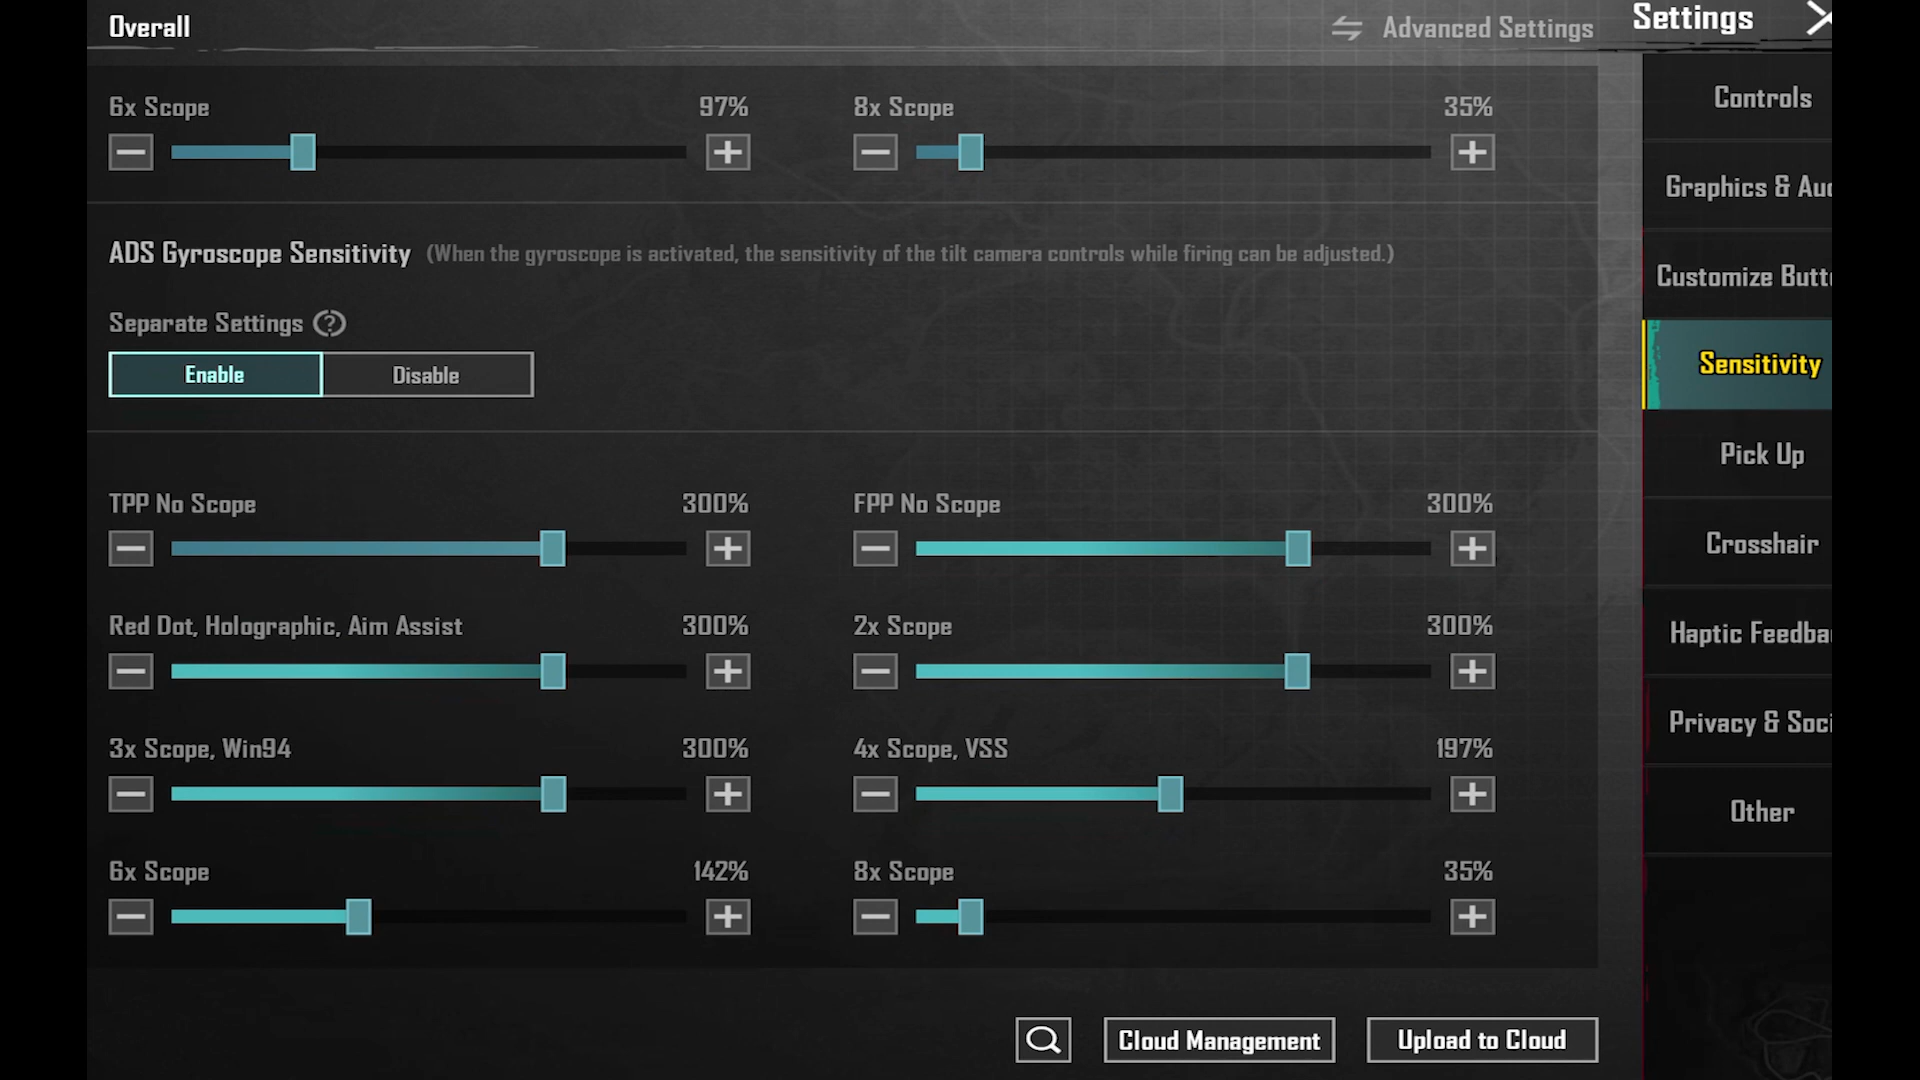 Overall
Advanced Settings
Settings
6x Scope 97%
8x Scope 35%
ADS Gyroscope Sensitivity (When the gyroscope is activated, the sensitivity of the tilt camera controls while firing can be adjusted.)
Separate Settings ?
Enable Disable
TPP No Scope 300%
FPP No Scope 300%
Red Dot, Holographic, Aim Assist 300%
2x Scope 300%
3x Scope, Win94 300%
4x Scope, VSS 197%
6x Scope 142%
8x Scope 35%
Cloud Management
Upload to Cloud
Controls
Graphics & Aud
Customize Butt
Sensitivity
Pick Up
Crosshair
Haptic Feedba
Privacy & Soci
Other